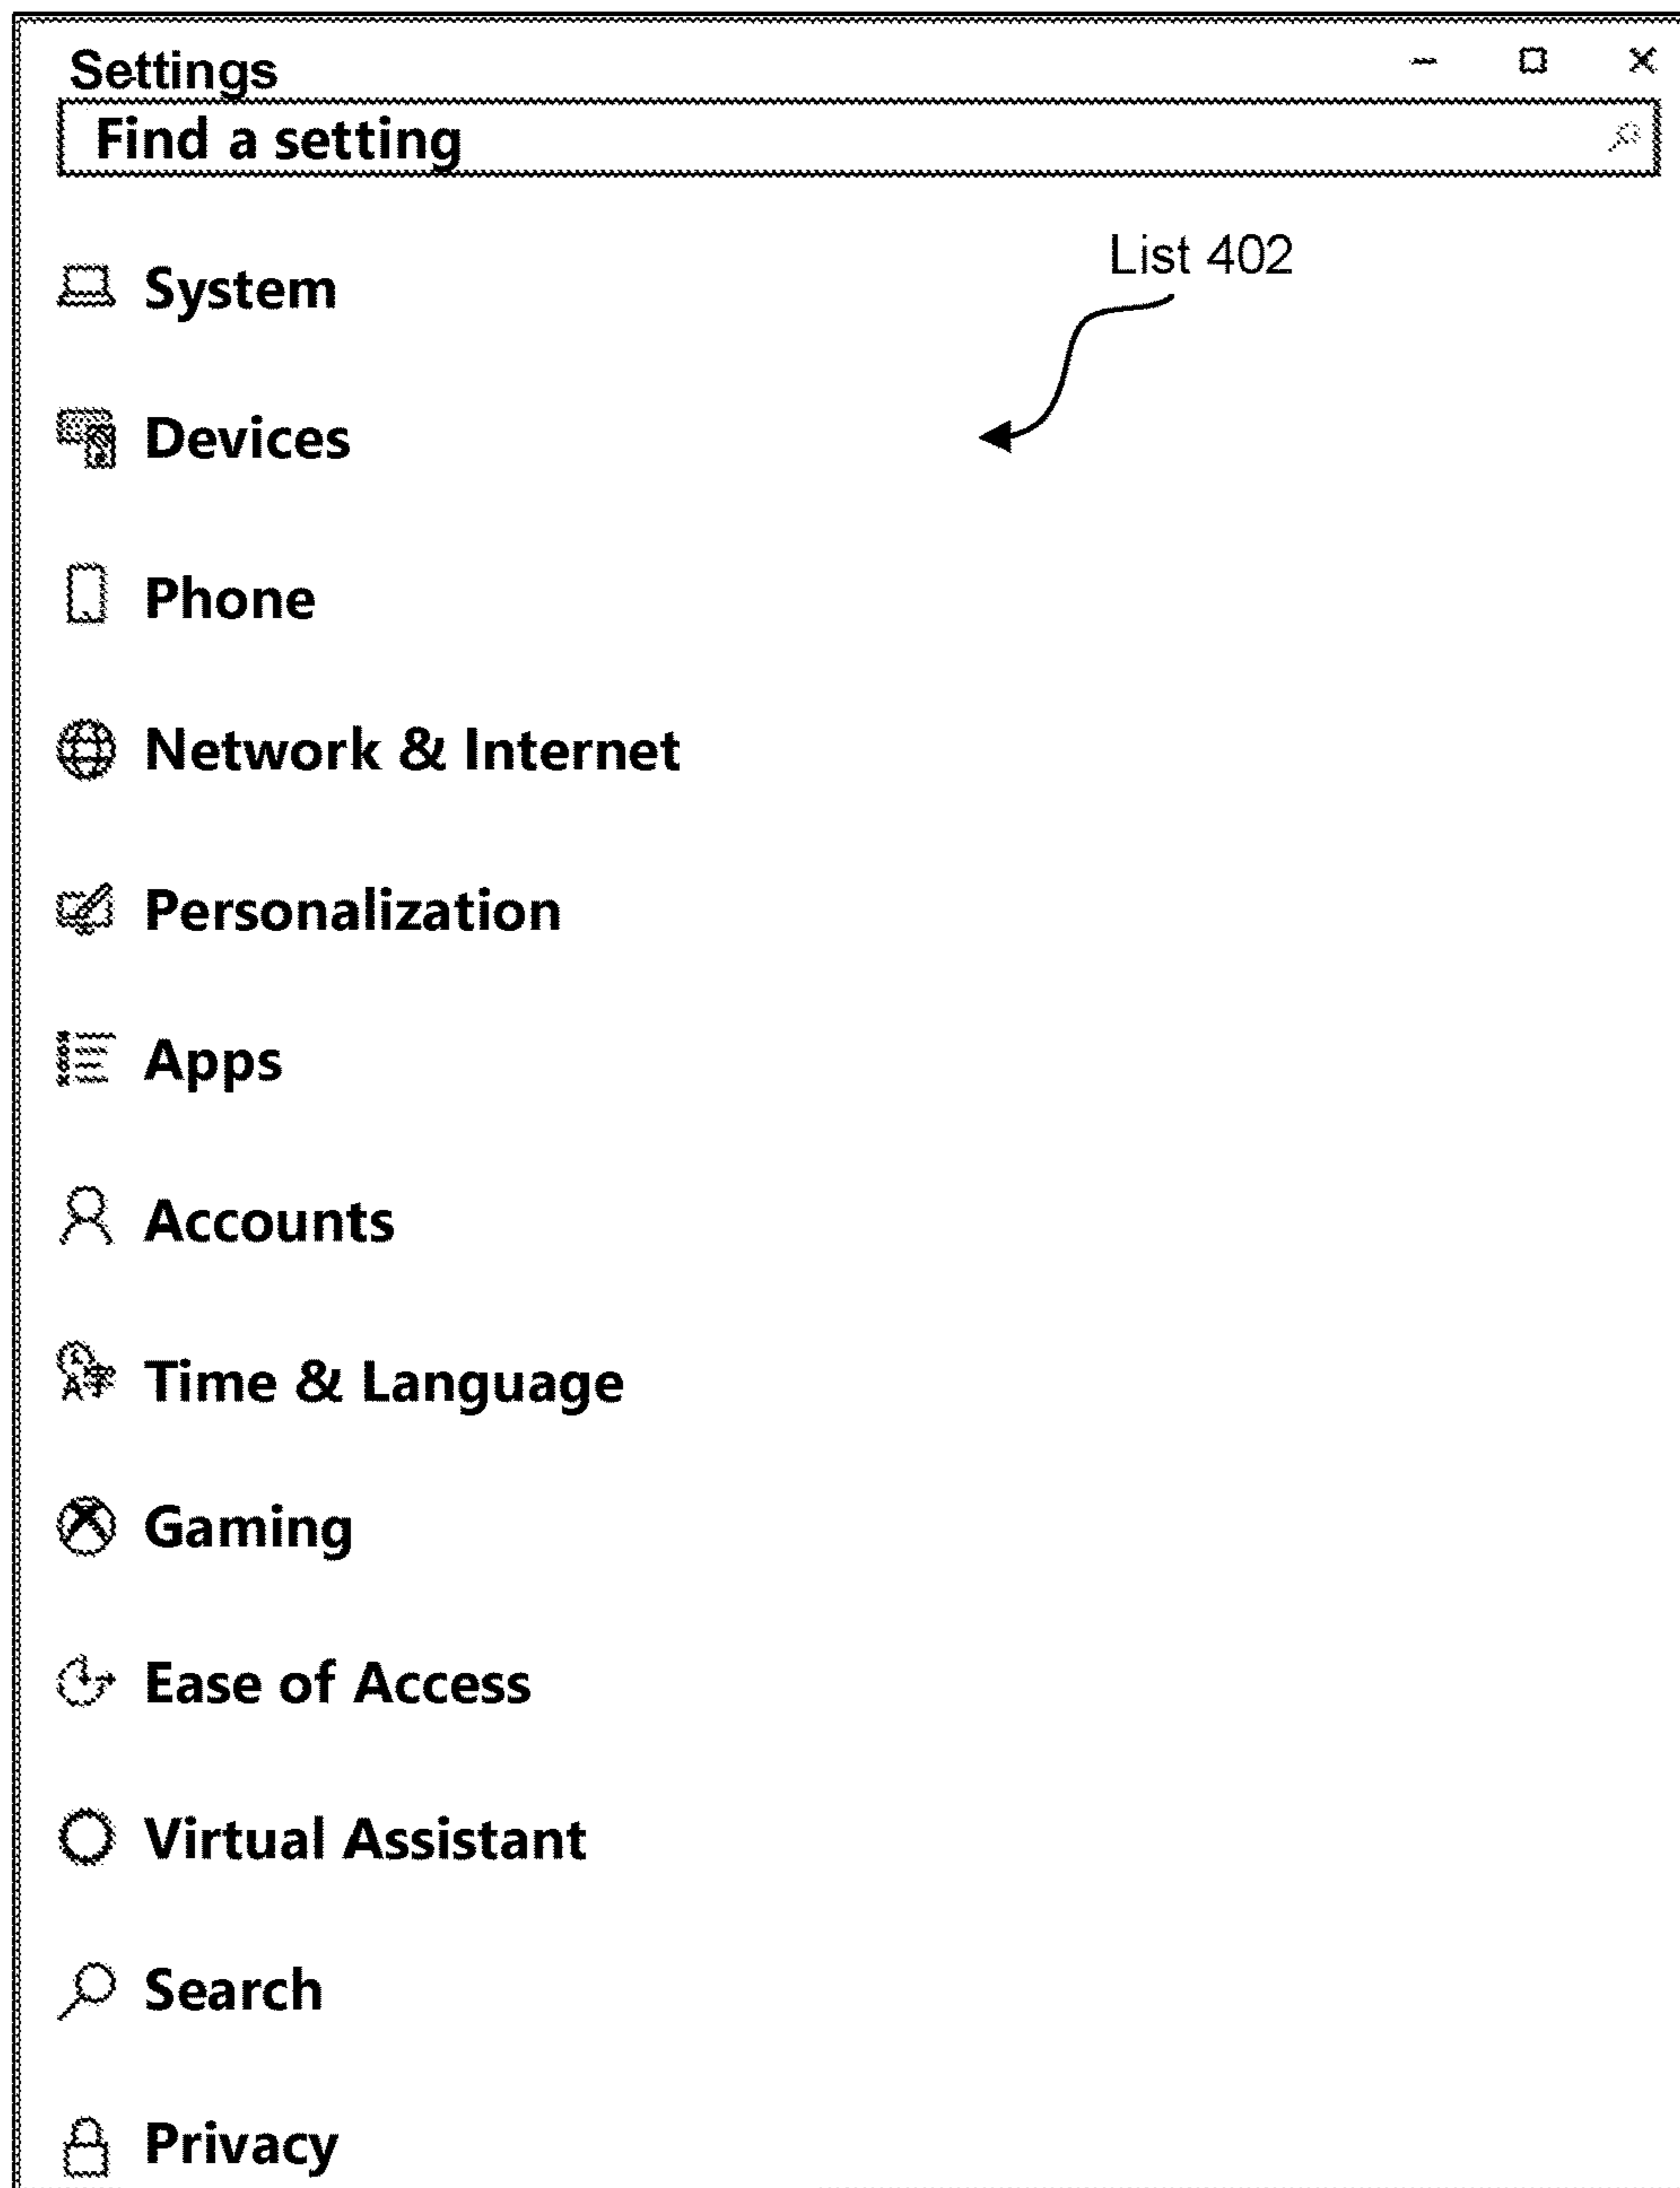 Settings
Find a setting
List 402
System
Devices
Phone
Network & Internet
Personalization
Apps
Accounts
Time & Language
Gaming
Ease of Access
Virtual Assistant
Search
Privacy